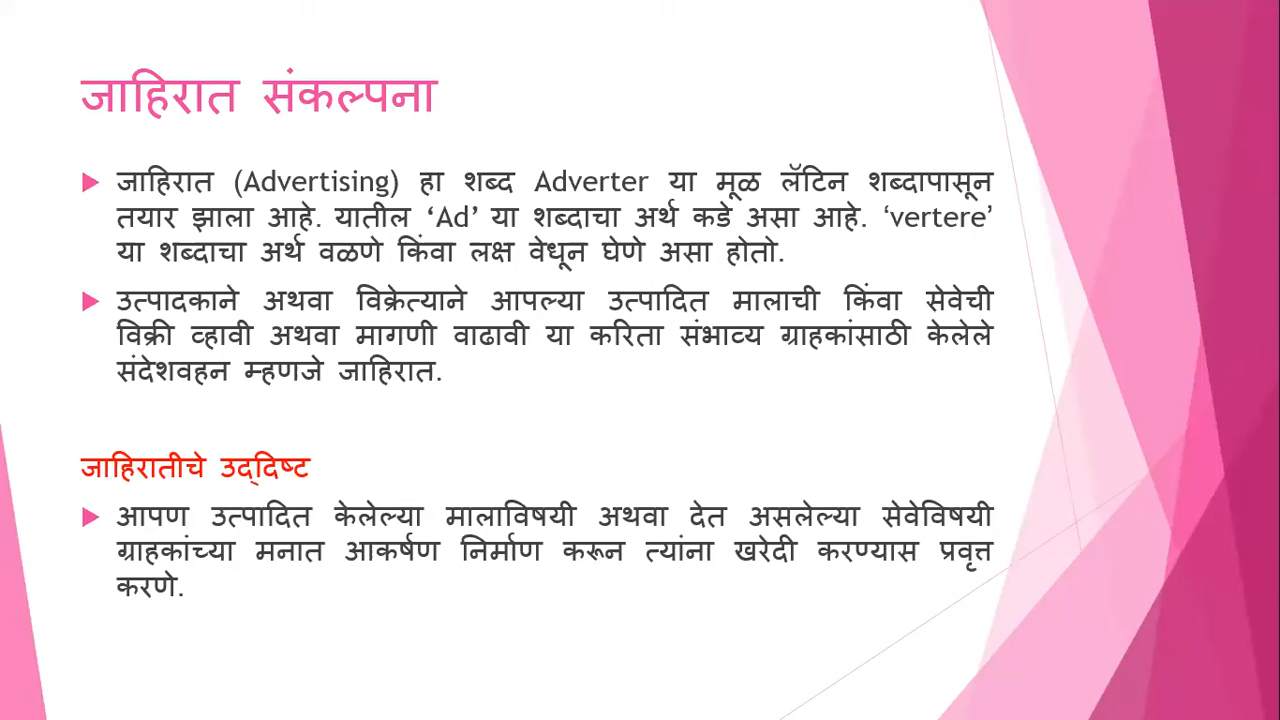 जाहिरात संकल्पना
जाहिरात (Advertising) हा शब्द Adverter या मूळ लॅटिन शब्दापासून
तयार झाला आहे. यातील ‘Ad’ या शब्दाचा अर्थ कडे असा आहे. ‘vertere’
या शब्दाचा अर्थ वळणे किंवा लक्ष वेधून घेणे असा होतो.
उत्पादकाने अथवा विक्रेत्याने आपल्या उत्पादित मालाची किंवा सेवेची
विक्री व्हावी अथवा मागणी वाढावी या करिता संभाव्य ग्राहकांसाठी केलेले
संदेशवहन म्हणजे जाहिरात.
जाहिरातीचे उद्दिष्ट
आपण उत्पादित केलेल्या मालाविषयी अथवा देत असलेल्या सेवेविषयी
ग्राहकांच्या मनात आकर्षण निर्माण करून त्यांना खरेदी करण्यास प्रवृत्त
करणे.